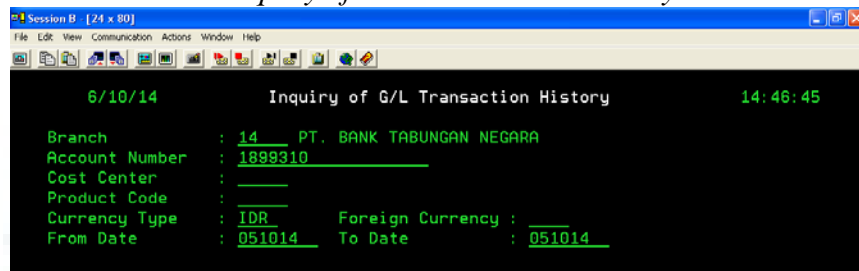 Session B - [24 x 80]
File Edit View Communication Actions Window Help
6/10/14 Inquiry of G/L Transaction History 14:46:45
Branch : 14 PT. BANK TABUNGAN NEGARA
Account Number : 1899310
Cost Center :
Product Code :
Currency Type : IDR Foreign Currency :
From Date : 051014 To Date : 051014